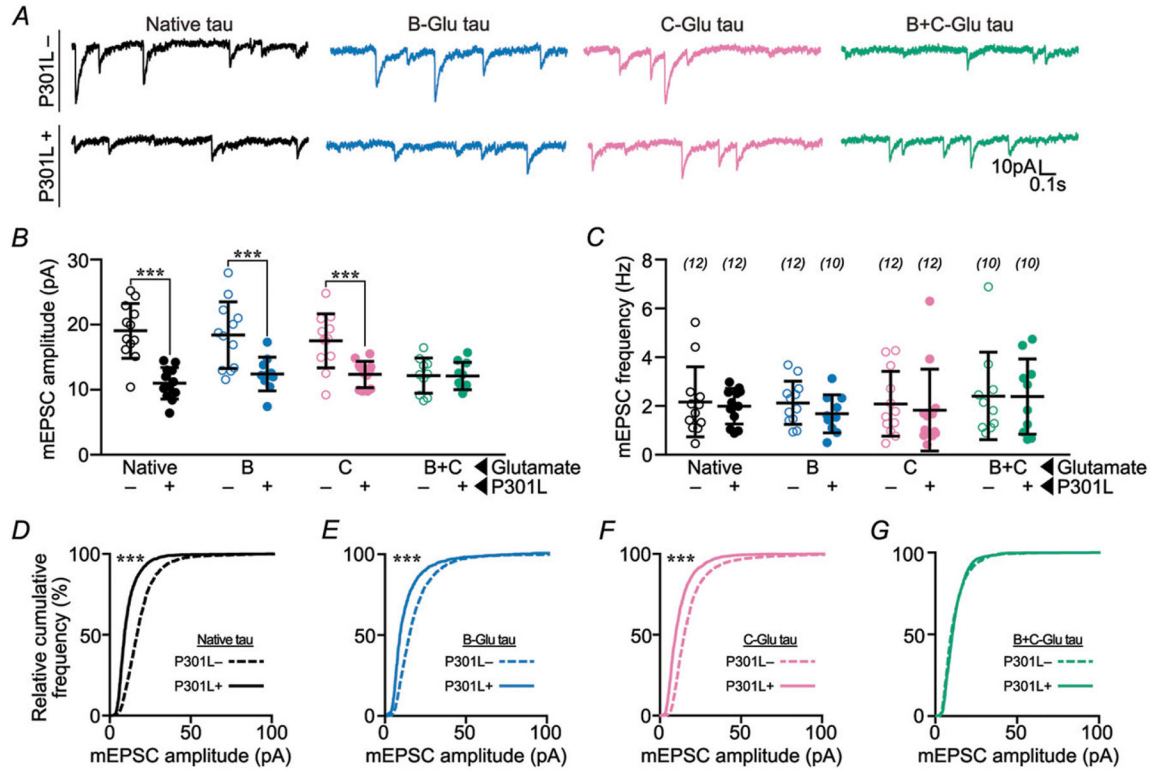 A
Native tau
B-Glu tau
C-Glu tau
B+C-Glu tau
P301L –
P301L +
10pA
0.1s
B
mEPSC amplitude (pA)
30
20
10
0
***
***
***
Native B C B+C ◀ Glutamate
– + – + – + – + ◀ P301L
C
mEPSC frequency (Hz)
8
6
4
2
0
(12) (12) (12) (10) (12) (12) (10) (10)
Native B C B+C ◀ Glutamate
– + – + – + – + ◀ P301L
D
Relative cumulative
frequency (%)
100
50
0
***
Native tau
P301L–
P301L+
0 50 100
mEPSC amplitude (pA)
E
100
50
0
***
B-Glu tau
P301L–
P301L+
0 50 100
mEPSC amplitude (pA)
F
100
50
0
***
C-Glu tau
P301L–
P301L+
0 50 100
mEPSC amplitude (pA)
G
100
50
0
B+C-Glu tau
P301L–
P301L+
0 50 100
mEPSC amplitude (pA)